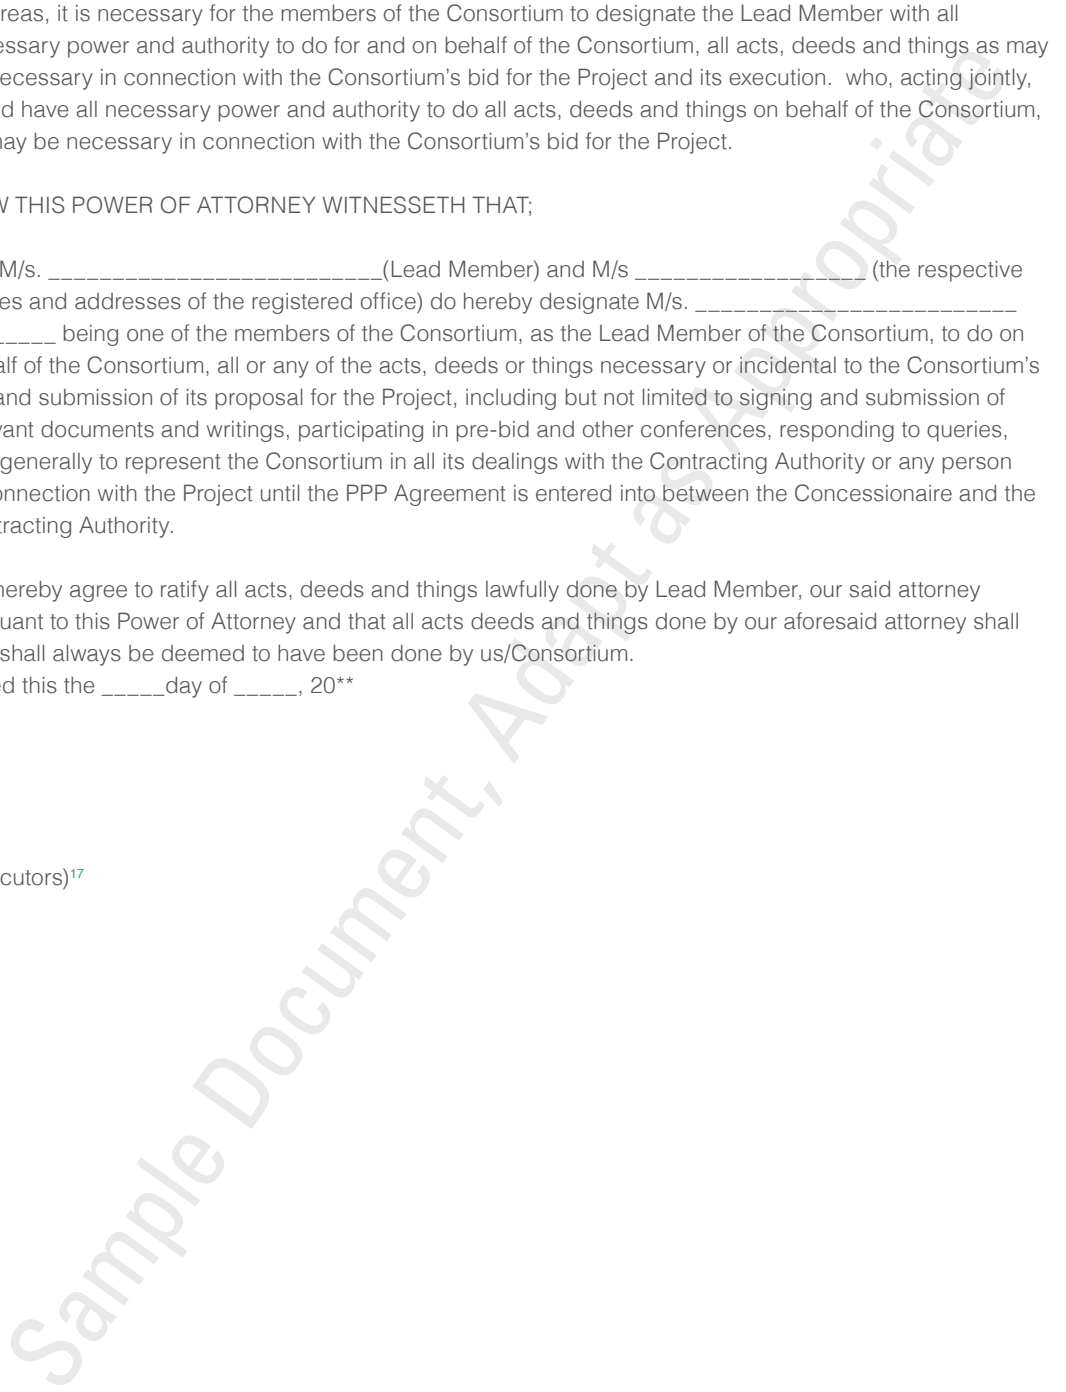 reas, it is necessary for the members of the Consortium to designate the Lead Member with all
essary power and authority to do for and on behalf of the Consortium, all acts, deeds and things as may
ecessary in connection with the Consortium's bid for the Project and its execution. who, acting jointly,
d have all necessary power and authority to do all acts, deeds and things on behalf of the Consortium,
may be necessary in connection with the Consortium's bid for the Project.
W THIS POWER OF ATTORNEY WITNESSETH THAT;
M/s. __________________________(Lead Member) and M/s __________________ (the respective
es and addresses of the registered office) do hereby designate M/s. _________________________
_____ being one of the members of the Consortium, as the Lead Member of the Consortium, to do on
alf of the Consortium, all or any of the acts, deeds or things necessary or incidental to the Consortium's
and submission of its proposal for the Project, including but not limited to signing and submission of
vant documents and writings, participating in pre-bid and other conferences, responding to queries,
generally to represent the Consortium in all its dealings with the Contracting Authority or any person
onnection with the Project until the PPP Agreement is entered into between the Concessionaire and the
tracting Authority.
hereby agree to ratify all acts, deeds and things lawfully done by Lead Member, our said attorney
uant to this Power of Attorney and that all acts deeds and things done by our aforesaid attorney shall
shall always be deemed to have been done by us/Consortium.
ed this the _____day of _____, 20**
cutors)17
Sample Document, Adapt as Appropriate